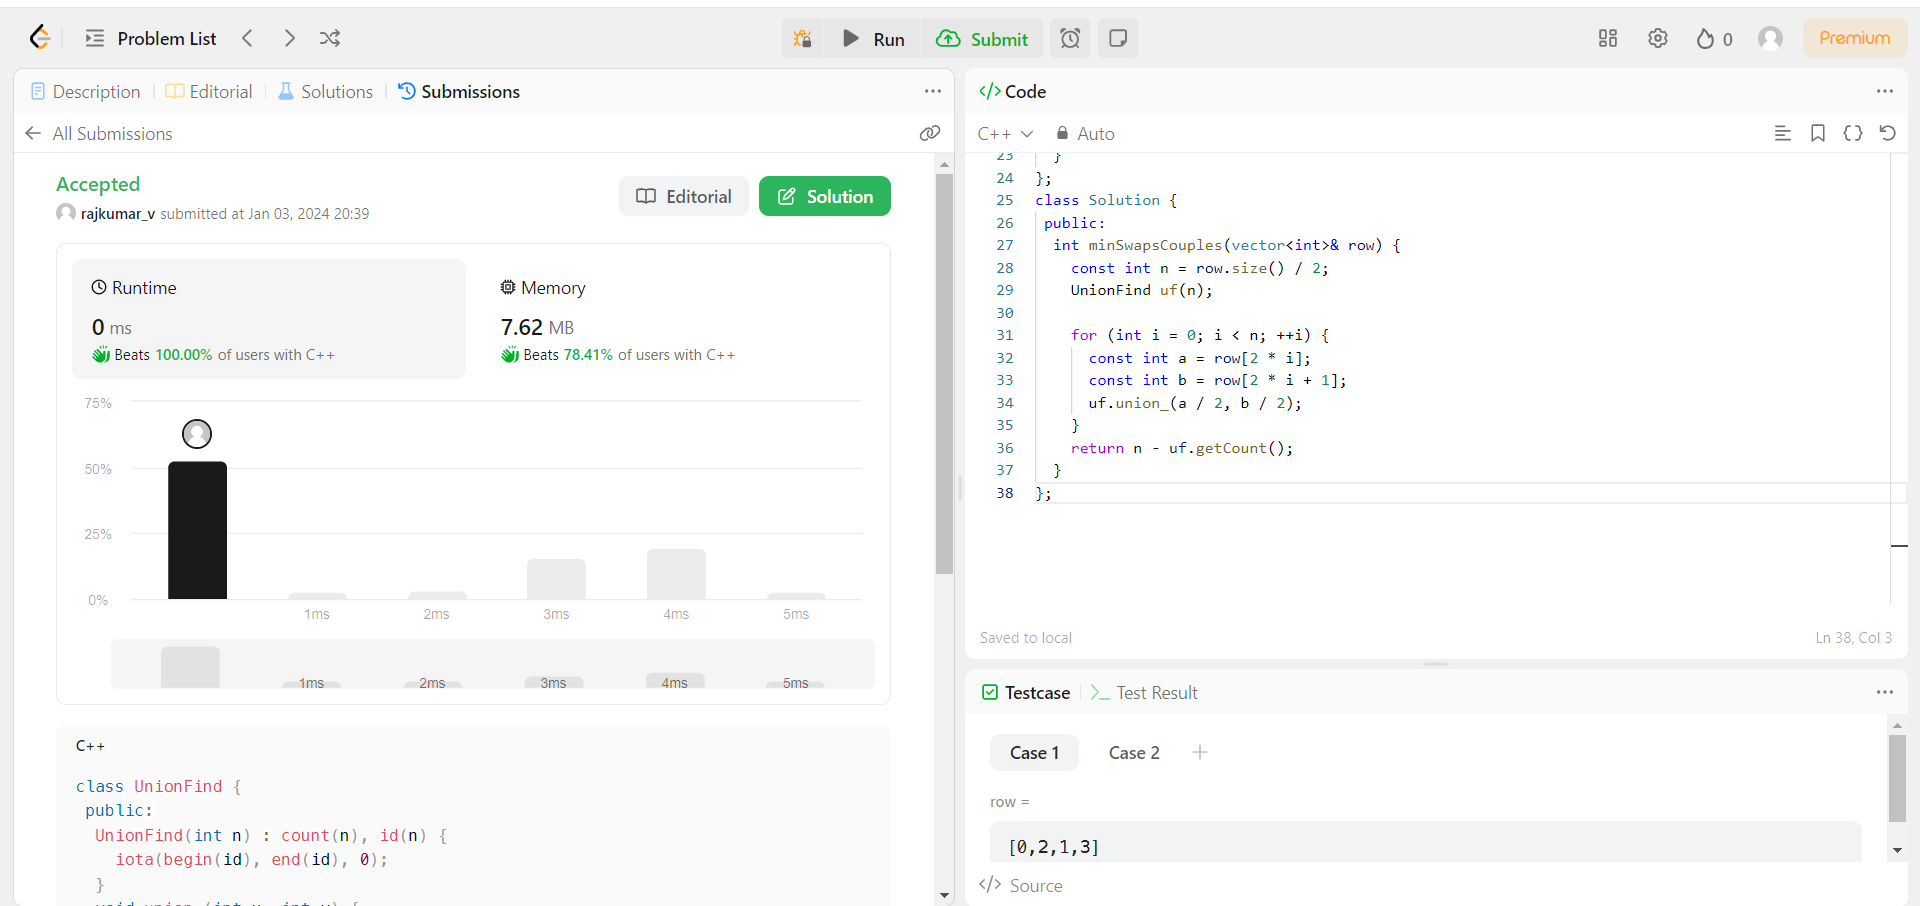 Problem List
Run
Submit
0
Premium
Description
Editorial
Solutions
Submissions
All Submissions
Accepted
rajkumar_v submitted at Jan 03, 2024 20:39
Editorial
Solution
Runtime
0 ms
Beats 100.00% of users with C++
Memory
7.62 MB
Beats 78.41% of users with C++
75%
50%
25%
0%
1ms
2ms
3ms
4ms
5ms
1ms
2ms
3ms
4ms
5ms
C++
class UnionFind {
public:
UnionFind(int n) : count(n), id(n) {
iota(begin(id), end(id), 0);
}
</> Code
C++
Auto
23 }
24 };
25 class Solution {
26 public:
27 int minSwapsCouples(vector<int>& row) {
28 const int n = row.size() / 2;
29 UnionFind uf(n);
30
31 for (int i = 0; i < n; ++i) {
32 const int a = row[2 * i];
33 const int b = row[2 * i + 1];
34 uf.union_(a / 2, b / 2);
35 }
36 return n - uf.getCount();
37 }
38 };
Saved to local
Ln 38, Col 3
Testcase
Test Result
Case 1
Case 2
row =
[0,2,1,3]
</> Source